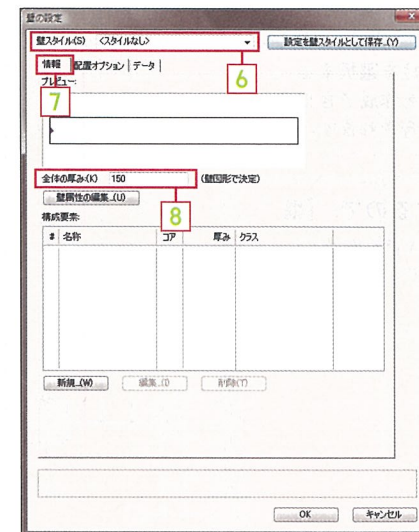 壁の設定
壁スタイル(S) <スタイルなし> 設定を壁スタイルとして保存...(Y)
6
情報 配置オプション データ
プレビュー:
7
全体の厚み:(K) 150 (壁図形で決定)
壁属性の編集...(U)
8
構成要素:
# 名称 コア 厚み クラス
新規...(W) 編集...(I) 削除(T)
OK キャンセル